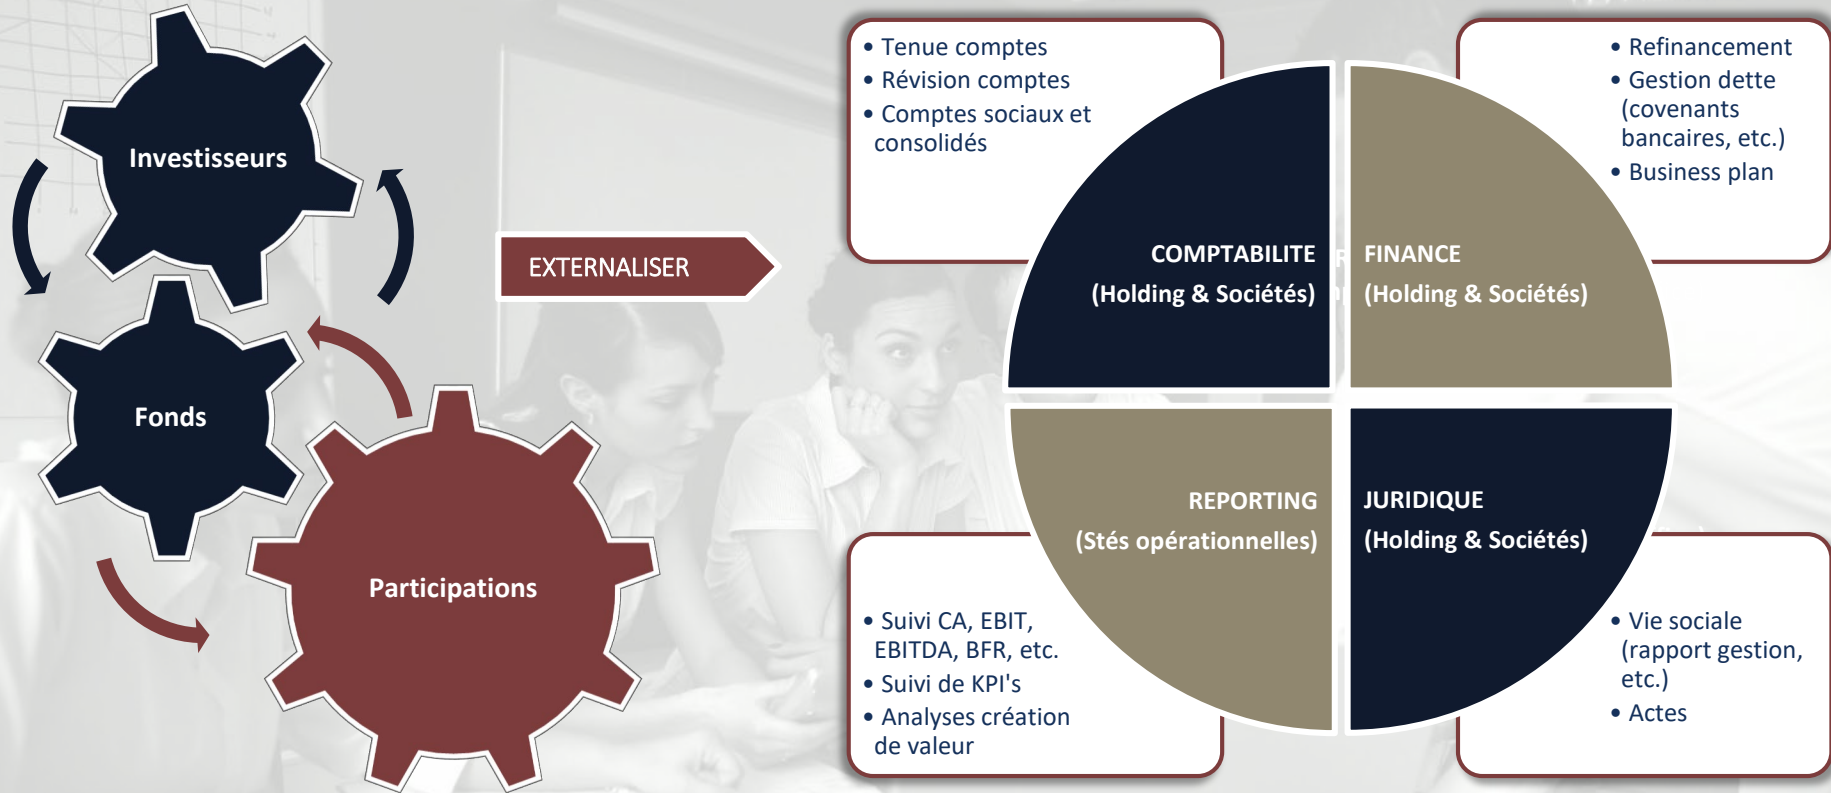 Investisseurs
Fonds
Participations
EXTERNALISER
• Tenue comptes
• Révision comptes
• Comptes sociaux et
consolidés
• Refinancement
• Gestion dette
(covenants
bancaires, etc.)
• Business plan
COMPTABILITE
(Holding & Sociétés)
FINANCE
(Holding & Sociétés)
REPORTING
(Stés opérationnelles)
JURIDIQUE
(Holding & Sociétés)
• Suivi CA, EBIT,
EBITDA, BFR, etc.
• Suivi de KPI's
• Analyses création
de valeur
• Vie sociale
(rapport gestion,
etc.)
• Actes